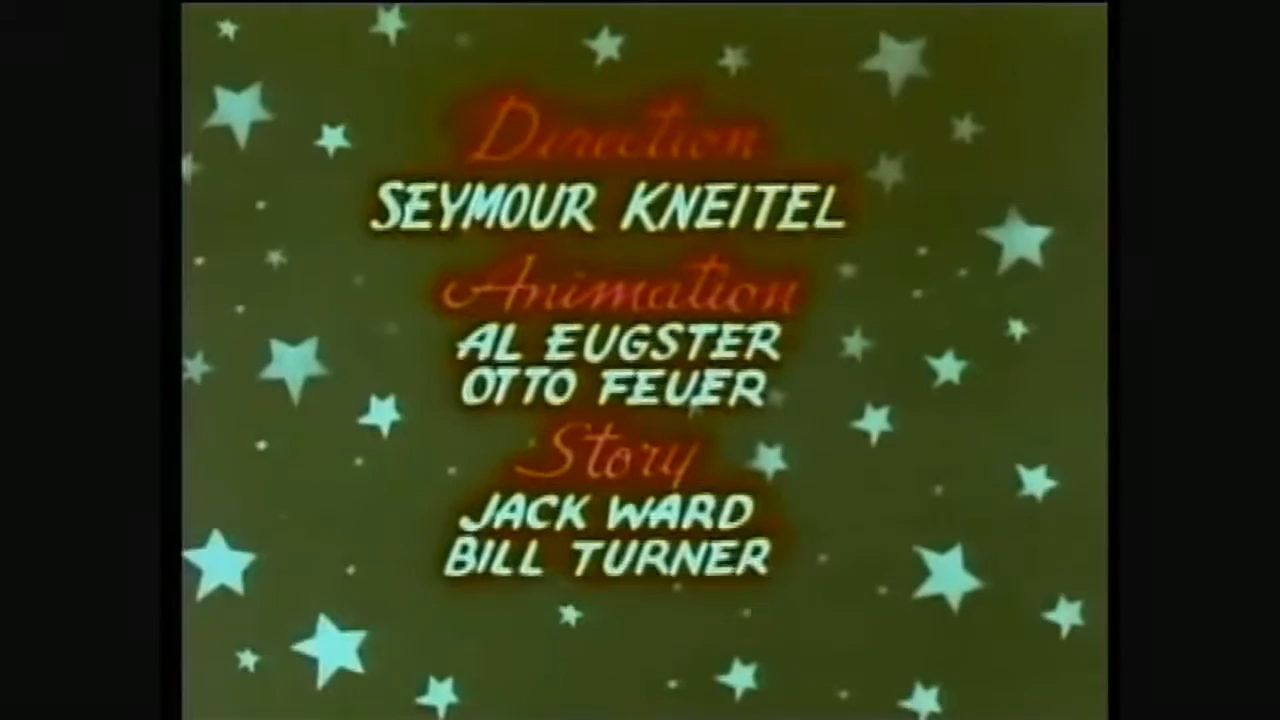 Direction
SEYMOUR KNEITEL
Animation
AL EUGSTER
OTTO FEUER
Story
JACK WARD
BILL TURNER